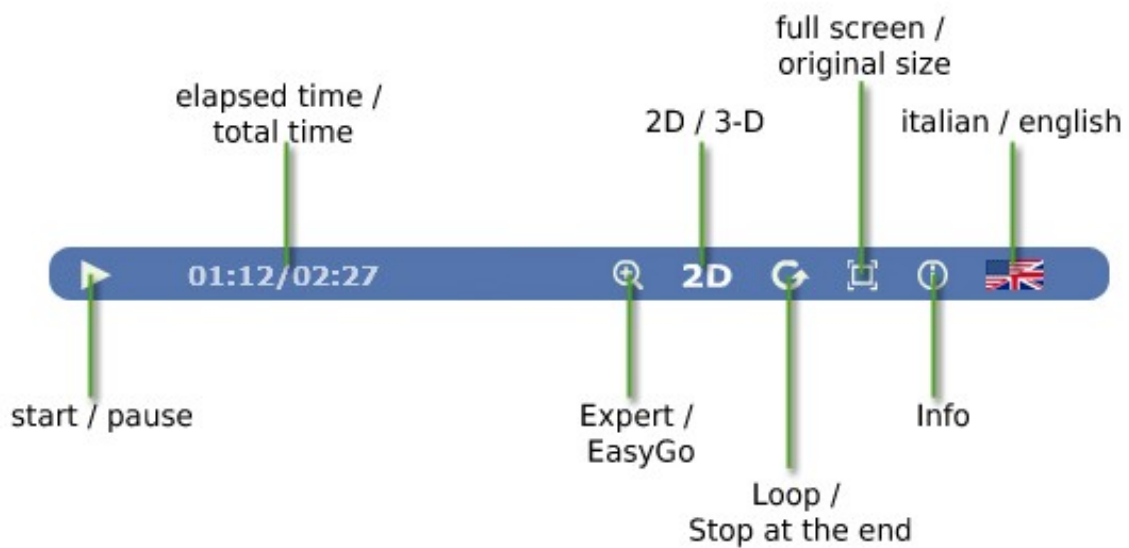 full screen /
original size
elapsed time /
total time
2D / 3-D
italian / english
01:12/02:27
2D
start / pause
Expert /
EasyGo
Info
Loop /
Stop at the end